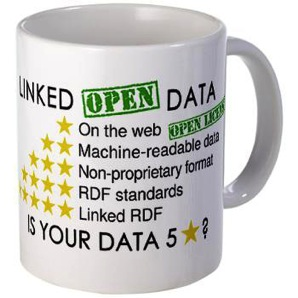 LINKED OPEN DATA
On the web OPEN LICENSE
Machine-readable data
Non-proprietary format
RDF standards
Linked RDF
IS YOUR DATA 5 ★?